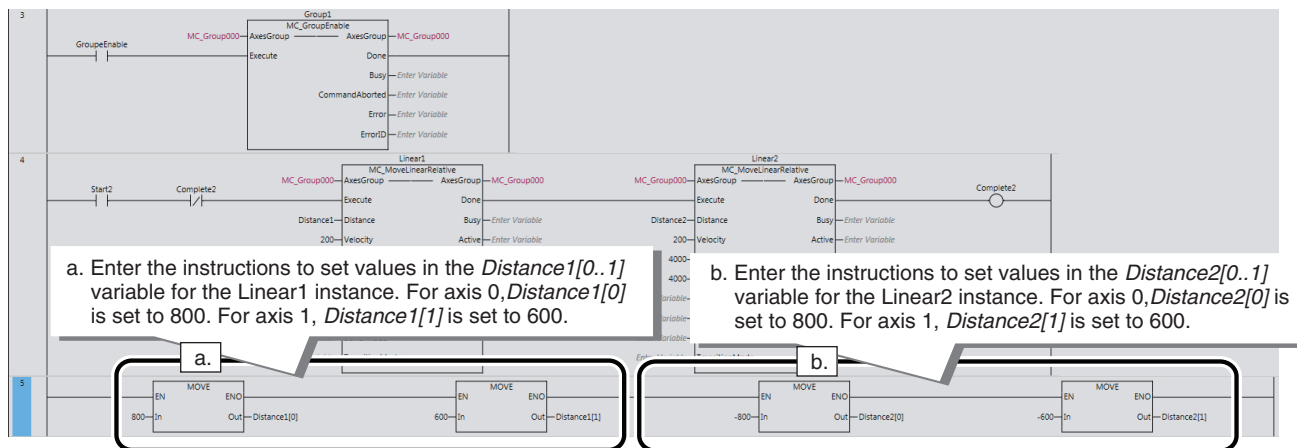 3
Group1
MC_GroupEnable
GroupeEnable
MC_Group000 AxesGroup AxesGroup MC_Group000
Execute Done
Busy Enter Variable
CommandAborted Enter Variable
Error Enter Variable
ErrorID Enter Variable
4
Linear1
MC_MoveLinearRelative
Start2
Complete2
MC_Group000 AxesGroup AxesGroup MC_Group000
Execute Done
Distance1 Distance Busy Enter Variable
200 Velocity Active Enter Variable
Linear2
MC_MoveLinearRelative
MC_Group000 AxesGroup AxesGroup MC_Group000
Execute Done
Distance2 Distance Busy Enter Variable
200 Velocity Active Enter Variable
4000
4000
Complete2
a. Enter the instructions to set values in the Distance1[0..1]
variable for the Linear1 instance. For axis 0,Distance1[0]
is set to 800. For axis 1, Distance1[1] is set to 600.
b. Enter the instructions to set values in the Distance2[0..1]
variable for the Linear2 instance. For axis 0,Distance2[0] is
set to 800. For axis 1, Distance2[1] is set to 600.
a.
b.
5
MOVE
EN ENO
800 In Out Distance1[0]
MOVE
EN ENO
600 In Out Distance1[1]
MOVE
EN ENO
-800 In Out Distance2[0]
MOVE
EN ENO
-600 In Out Distance2[1]